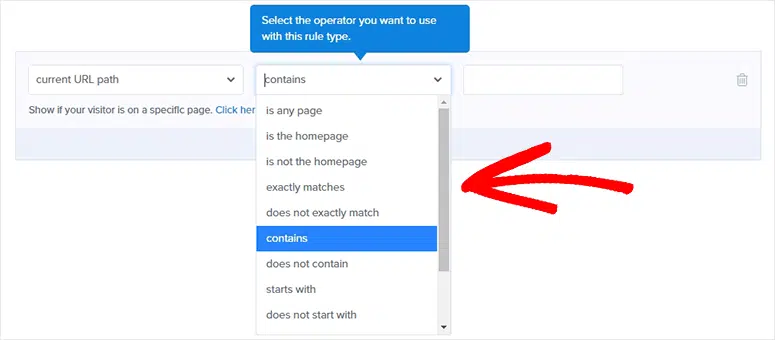 Select the operator you want to use
with this rule type.
current URL path
contains
Show if your visitor is on a specific page. Click her
is any page
is the homepage
is not the homepage
exactly matches
does not exactly match
contains
does not contain
starts with
does not start with